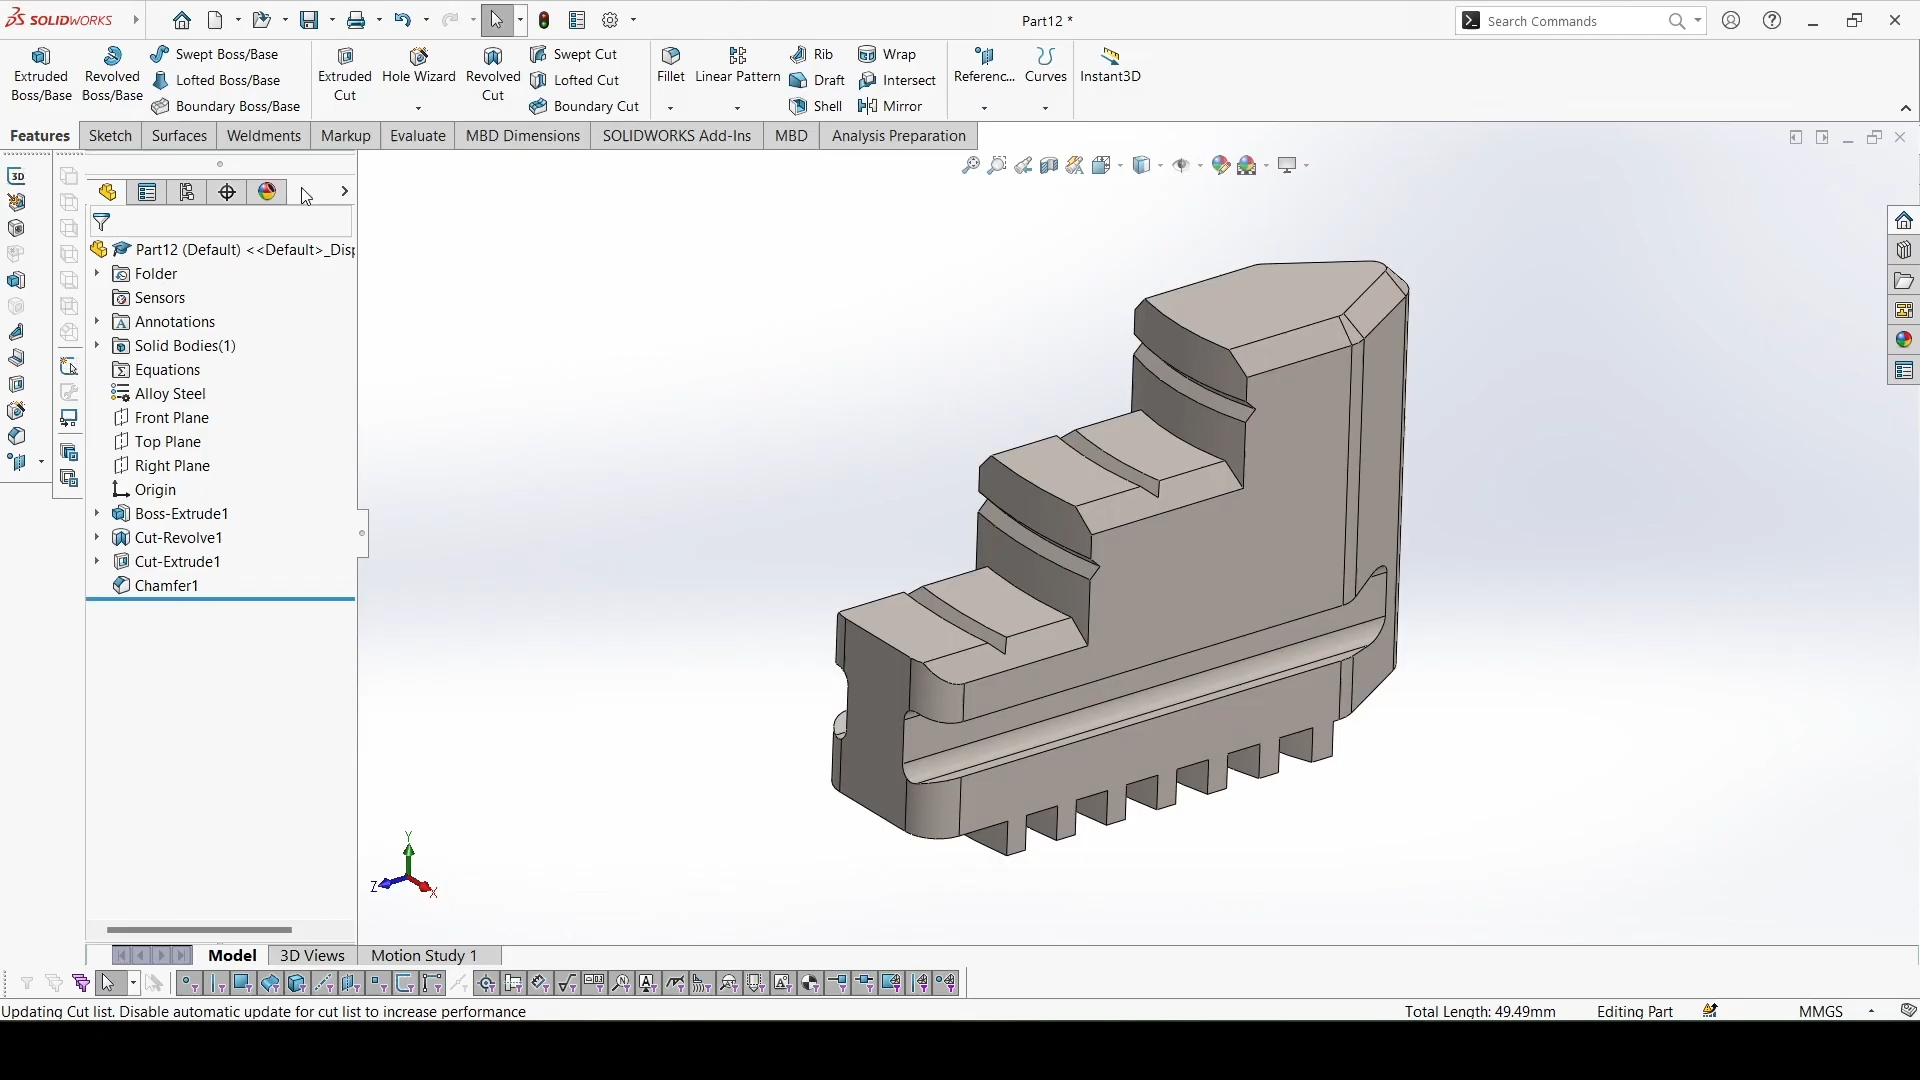 SOLIDWORKS
Part12 *
Search Commands
Extruded Boss/Base
Revolved Boss/Base
Swept Boss/Base
Lofted Boss/Base
Boundary Boss/Base
Extruded Cut
Hole Wizard
Revolved Cut
Swept Cut
Lofted Cut
Boundary Cut
Fillet
Linear Pattern
Rib
Draft
Shell
Wrap
Intersect
Mirror
Referenc...
Curves
Instant3D
Features
Sketch
Surfaces
Weldments
Markup
Evaluate
MBD Dimensions
SOLIDWORKS Add-Ins
MBD
Analysis Preparation
3D
Part12 (Default) <<Default>_Disp
Folder
Sensors
Annotations
Solid Bodies(1)
Equations
Alloy Steel
Front Plane
Top Plane
Right Plane
Origin
Boss-Extrude1
Cut-Revolve1
Cut-Extrude1
Chamfer1
Y
Z
X
Model
3D Views
Motion Study 1
Updating Cut list. Disable automatic update for cut list to increase performance
Total Length: 49.49mm
Editing Part
MMGS